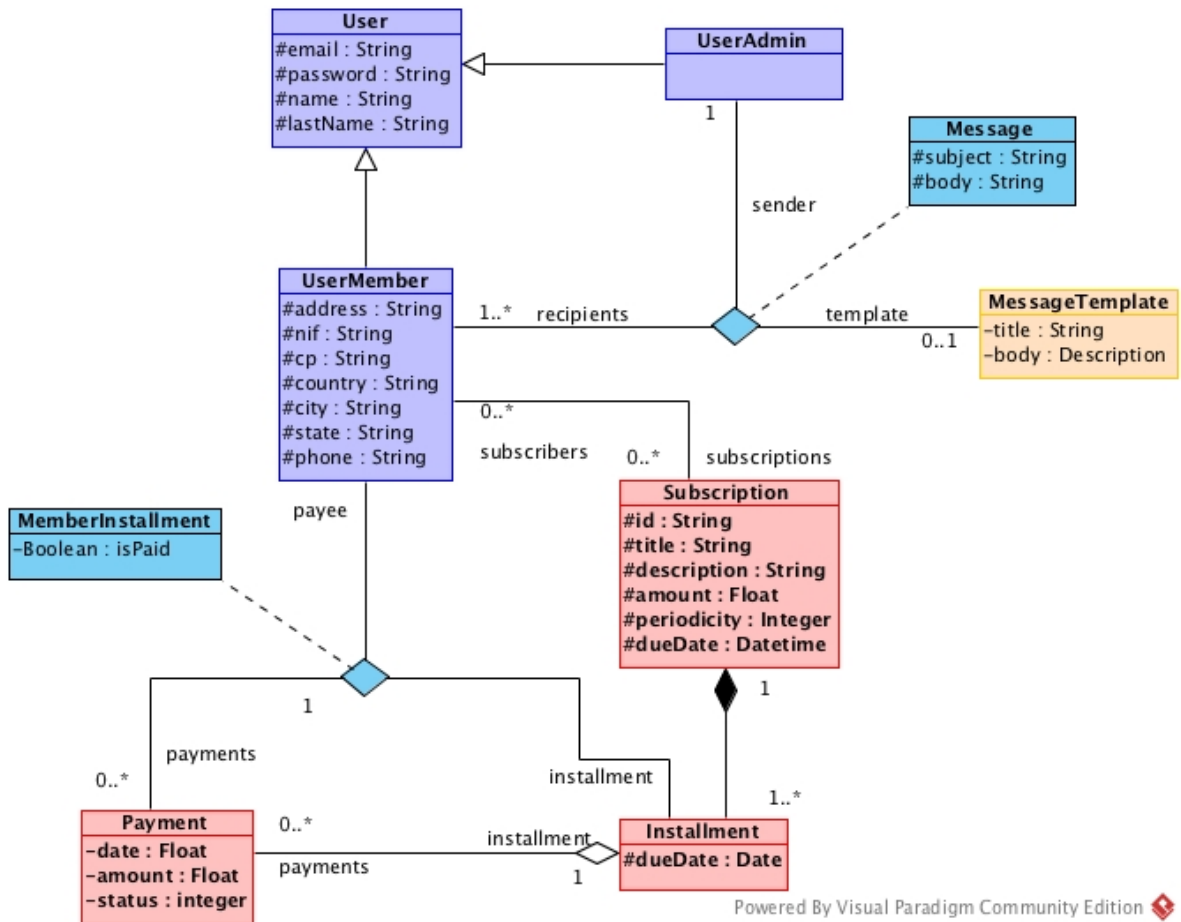 User
#email : String
#password : String
#name : String
#lastName : String
UserAdmin
1
sender
Message
#subject : String
#body : String
UserMember
#address : String
#nif : String
#cp : String
#country : String
#city : String
#state : String
#phone : String
1..*
recipients
template
0..1
MessageTemplate
-title : String
-body : Description
0..*
subscribers
0..*
subscriptions
payee
MemberInstallment
-Boolean : isPaid
Subscription
#id : String
#title : String
#description : String
#amount : Float
#periodicity : Integer
#dueDate : Datetime
1
1
payments
0..*
installment
1..*
Payment
-date : Float
-amount : Float
-status : integer
0..*
payments
installment
1
Installment
#dueDate : Date
Powered By Visual Paradigm Community Edition